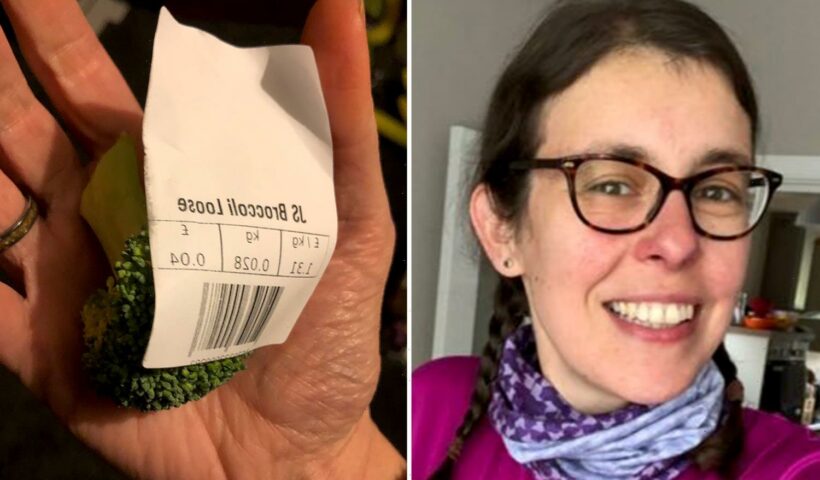 JS Broccoli Loose
£ / kg kg £
1.31 0.028 0.04